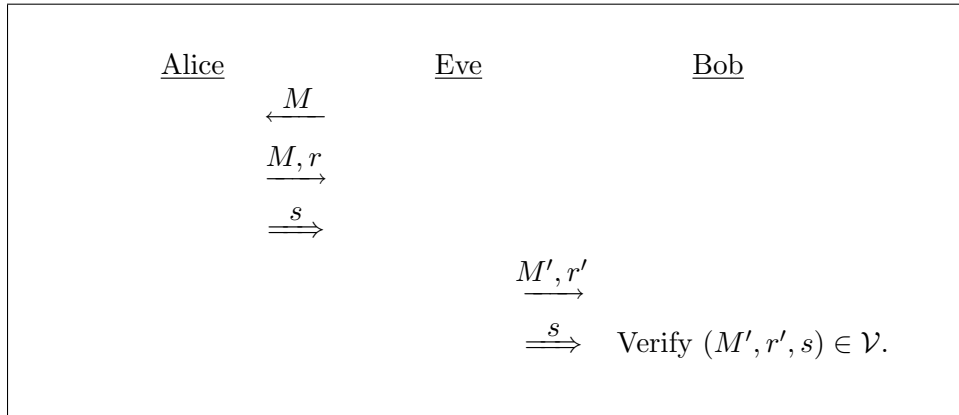 Alice Eve Bob
M
M, r
s
M′, r′
s Verify (M′, r′, s) ∈ 𝒱.